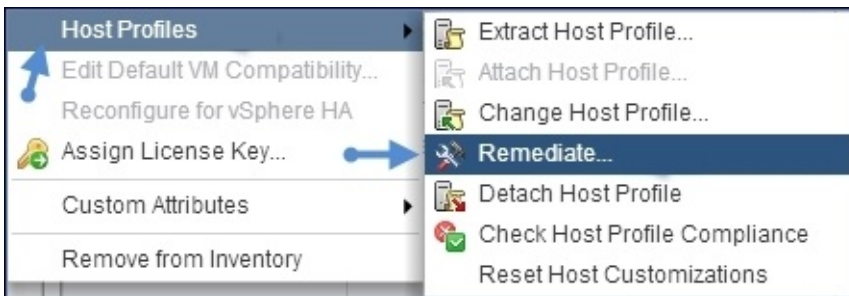 Host Profiles
Edit Default VM Compatibility...
Reconfigure for vSphere HA
Assign License Key...
Custom Attributes
Remove from Inventory
Extract Host Profile...
Attach Host Profile...
Change Host Profile...
Remediate...
Detach Host Profile
Check Host Profile Compliance
Reset Host Customizations